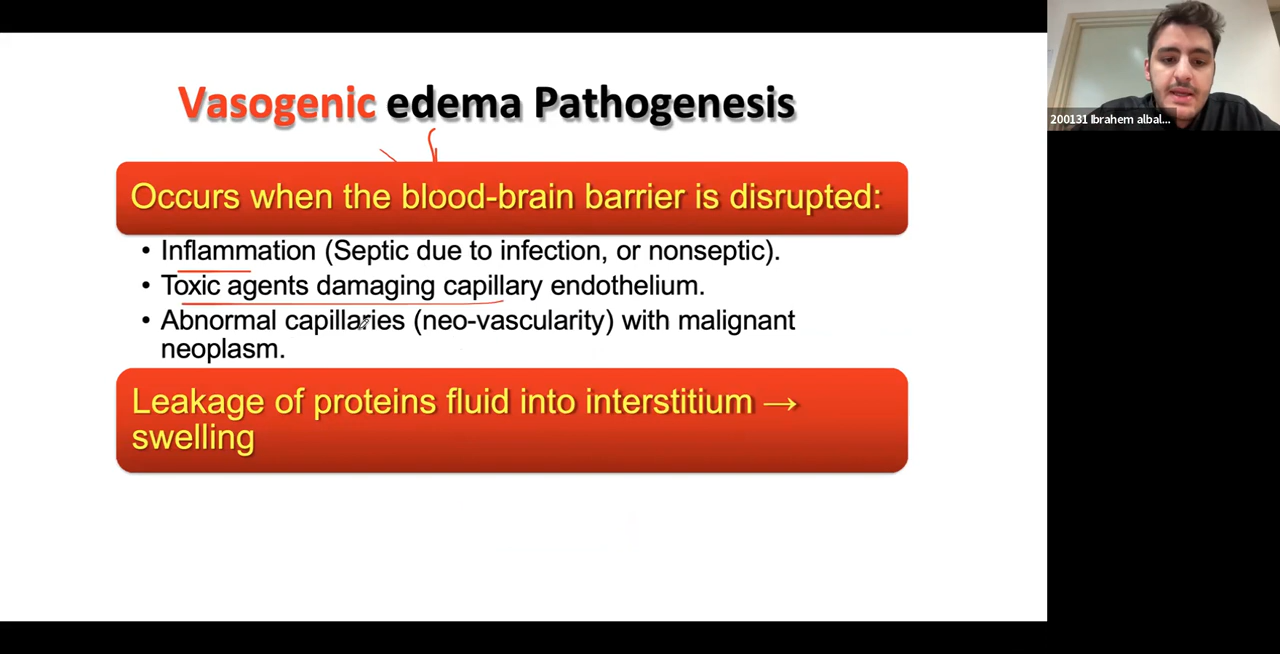 Vasogenic edema Pathogenesis
200131 Ibrahem albal...
Occurs when the blood-brain barrier is disrupted:
• Inflammation (Septic due to infection, or nonseptic).
• Toxic agents damaging capillary endothelium.
• Abnormal capillaries (neo-vascularity) with malignant
neoplasm.
Leakage of proteins fluid into interstitium →
swelling